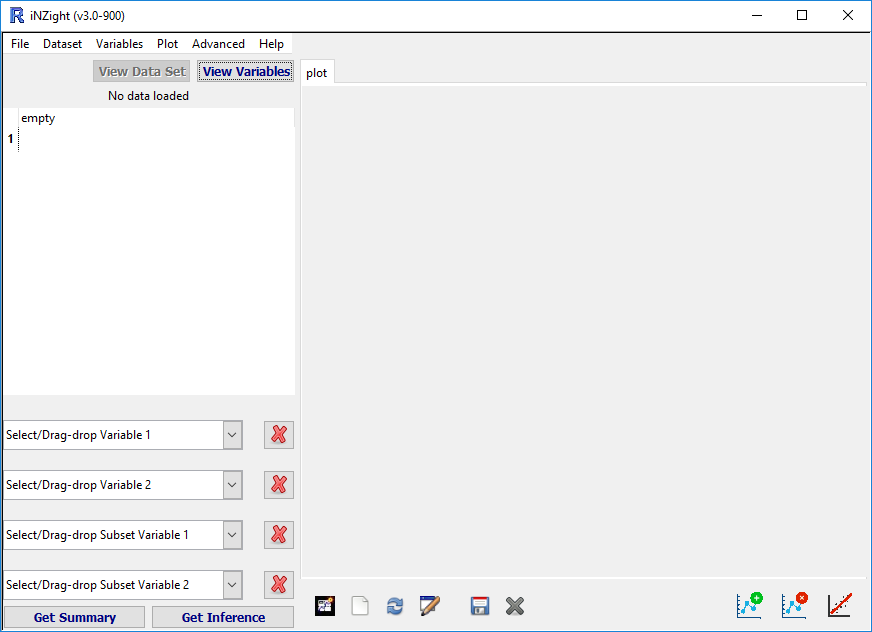 iNZight (v3.0-900)
File Dataset Variables Plot Advanced Help
View Data Set View Variables
plot
No data loaded
empty
1
Select/Drag-drop Variable 1
Select/Drag-drop Variable 2
Select/Drag-drop Subset Variable 1
Select/Drag-drop Subset Variable 2
Get Summary Get Inference